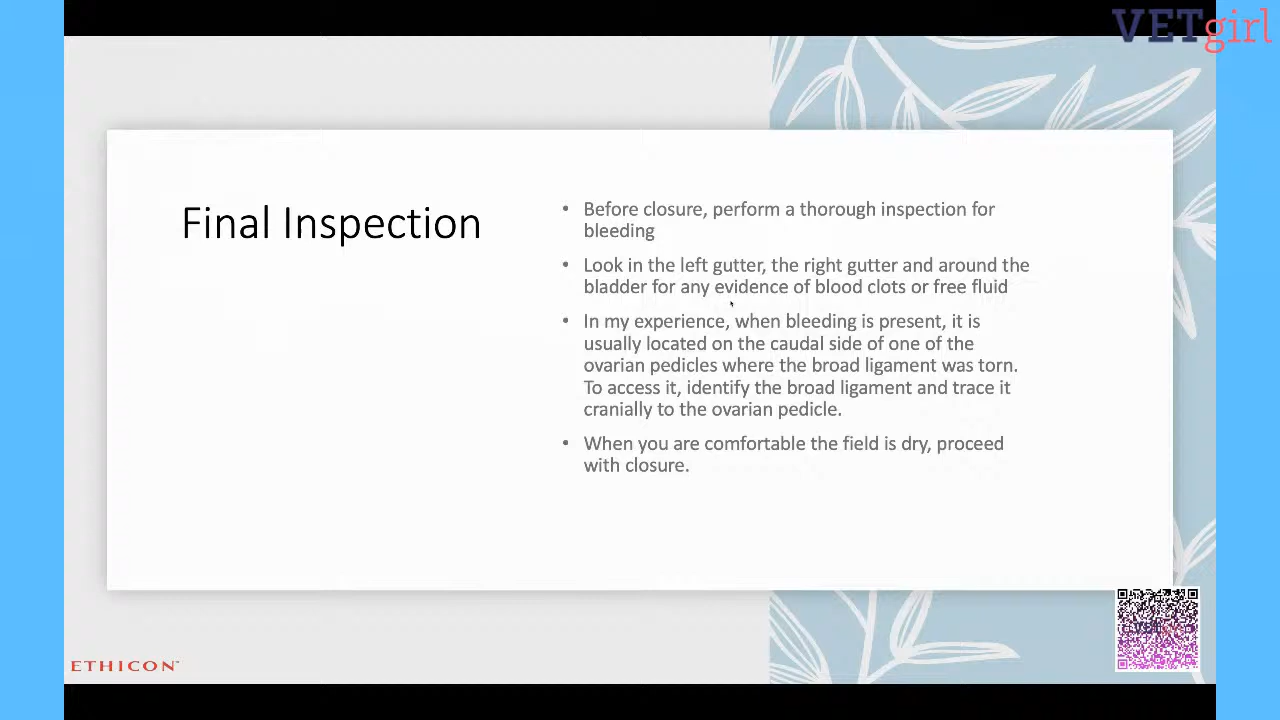 VETgirl
Final Inspection
• Before closure, perform a thorough inspection for
bleeding
• Look in the left gutter, the right gutter and around the
bladder for any evidence of blood clots or free fluid
• In my experience, when bleeding is present, it is
usually located on the caudal side of one of the
ovarian pedicles where the broad ligament was torn.
To access it, identify the broad ligament and trace it
cranially to the ovarian pedicle.
• When you are comfortable the field is dry, proceed
with closure.
ETHICON™